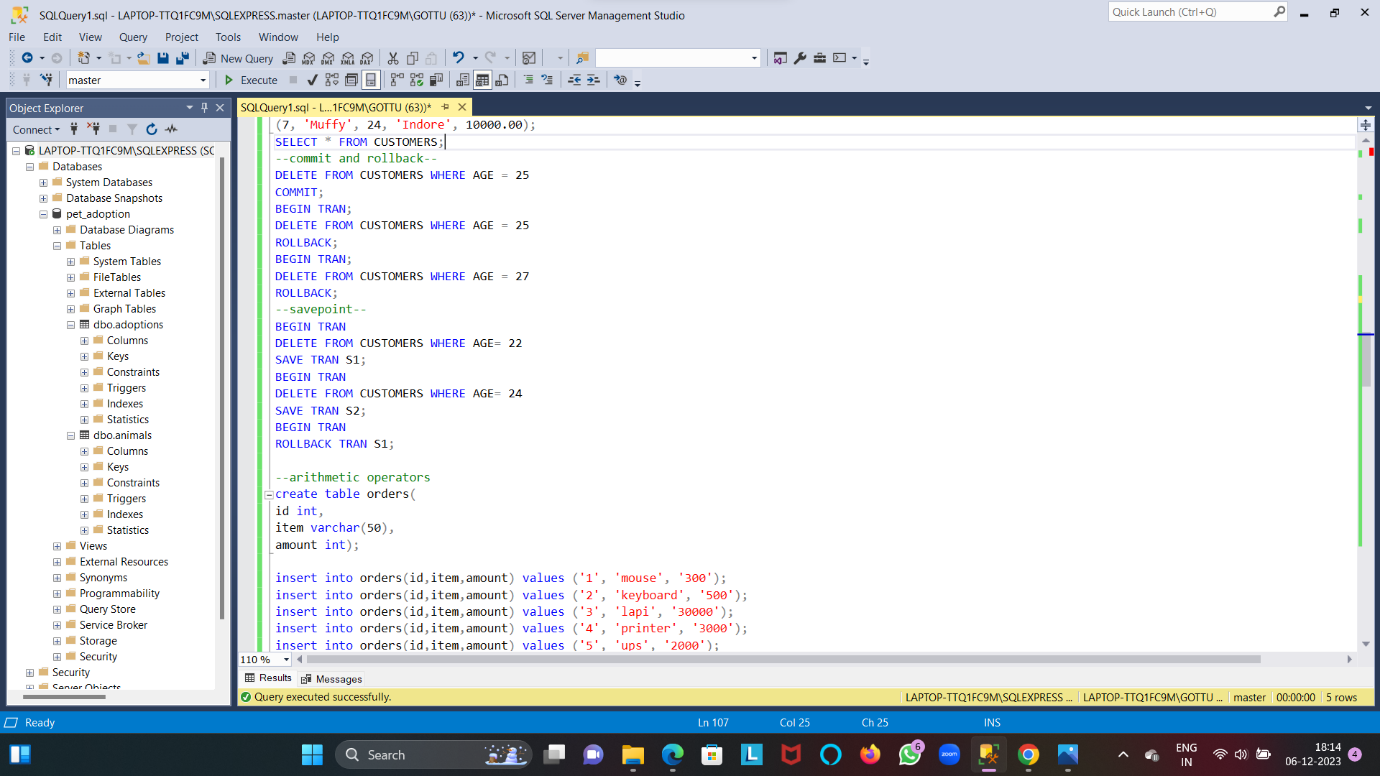 SQLQuery1.sql - LAPTOP-TTQ1FC9M\SQLEXPRESS.master (LAPTOP-TTQ1FC9M\GOTTU (63))* - Microsoft SQL Server Management Studio
Quick Launch (Ctrl+Q)
File Edit View Query Project Tools Window Help
New Query
master Execute
Object Explorer
SQLQuery1.sql - L...1FC9M\GOTTU (63))*
Connect
LAPTOP-TTQ1FC9M\SQLEXPRESS (SC
Databases
System Databases
Database Snapshots
pet_adoption
Database Diagrams
Tables
System Tables
FileTables
External Tables
Graph Tables
dbo.adoptions
Columns
Keys
Constraints
Triggers
Indexes
Statistics
dbo.animals
Columns
Keys
Constraints
Triggers
Indexes
Statistics
Views
External Resources
Synonyms
Programmability
Query Store
Service Broker
Storage
Security
Security
Server Objects
(7, 'Muffy', 24, 'Indore', 10000.00);
SELECT * FROM CUSTOMERS;
--commit and rollback--
DELETE FROM CUSTOMERS WHERE AGE = 25
COMMIT;
BEGIN TRAN;
DELETE FROM CUSTOMERS WHERE AGE = 25
ROLLBACK;
BEGIN TRAN;
DELETE FROM CUSTOMERS WHERE AGE = 27
ROLLBACK;
--savepoint--
BEGIN TRAN
DELETE FROM CUSTOMERS WHERE AGE= 22
SAVE TRAN S1;
BEGIN TRAN
DELETE FROM CUSTOMERS WHERE AGE= 24
SAVE TRAN S2;
BEGIN TRAN
ROLLBACK TRAN S1;
--arithmetic operators
create table orders(
id int,
item varchar(50),
amount int);
insert into orders(id,item,amount) values ('1', 'mouse', '300');
insert into orders(id,item,amount) values ('2', 'keyboard', '500');
insert into orders(id,item,amount) values ('3', 'lapi', '30000');
insert into orders(id,item,amount) values ('4', 'printer', '3000');
insert into orders(id,item,amount) values ('5', 'ups', '2000');
110 %
Results Messages
Query executed successfully. LAPTOP-TTQ1FC9M\SQLEXPRESS ... LAPTOP-TTQ1FC9M\GOTTU ... master 00:00:00 5 rows
Ready Ln 107 Col 25 Ch 25 INS
Search
L
6
zoom
ENG
IN
18:14
06-12-2023
4